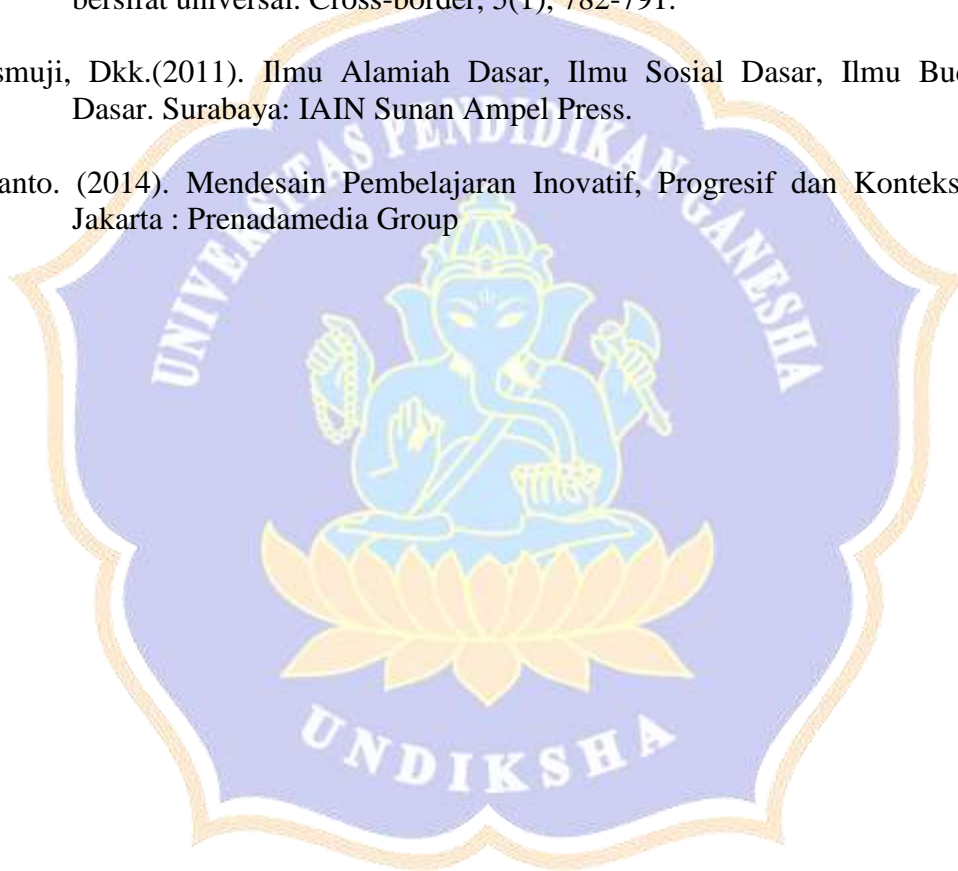 bersifat universal. Cross-border, 5(1), 782-791.
smuji, Dkk.(2011). Ilmu Alamiah Dasar, Ilmu Sosial Dasar, Ilmu Bud
Dasar. Surabaya: IAIN Sunan Ampel Press.
anto. (2014). Mendesain Pembelajaran Inovatif, Progresif dan Konteks
Jakarta : Prenadamedia Group
UNIVERSITAS PENDIDIKAN GANESHA
UNDIKSHA